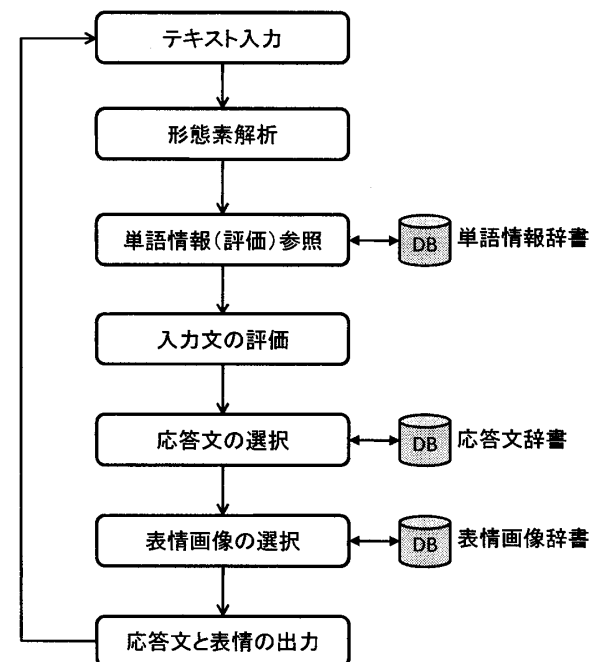 テキスト入力
形態素解析
単語情報(評価)参照
DB
単語情報辞書
入力文の評価
応答文の選択
DB
応答文辞書
表情画像の選択
DB
表情画像辞書
応答文と表情の出力